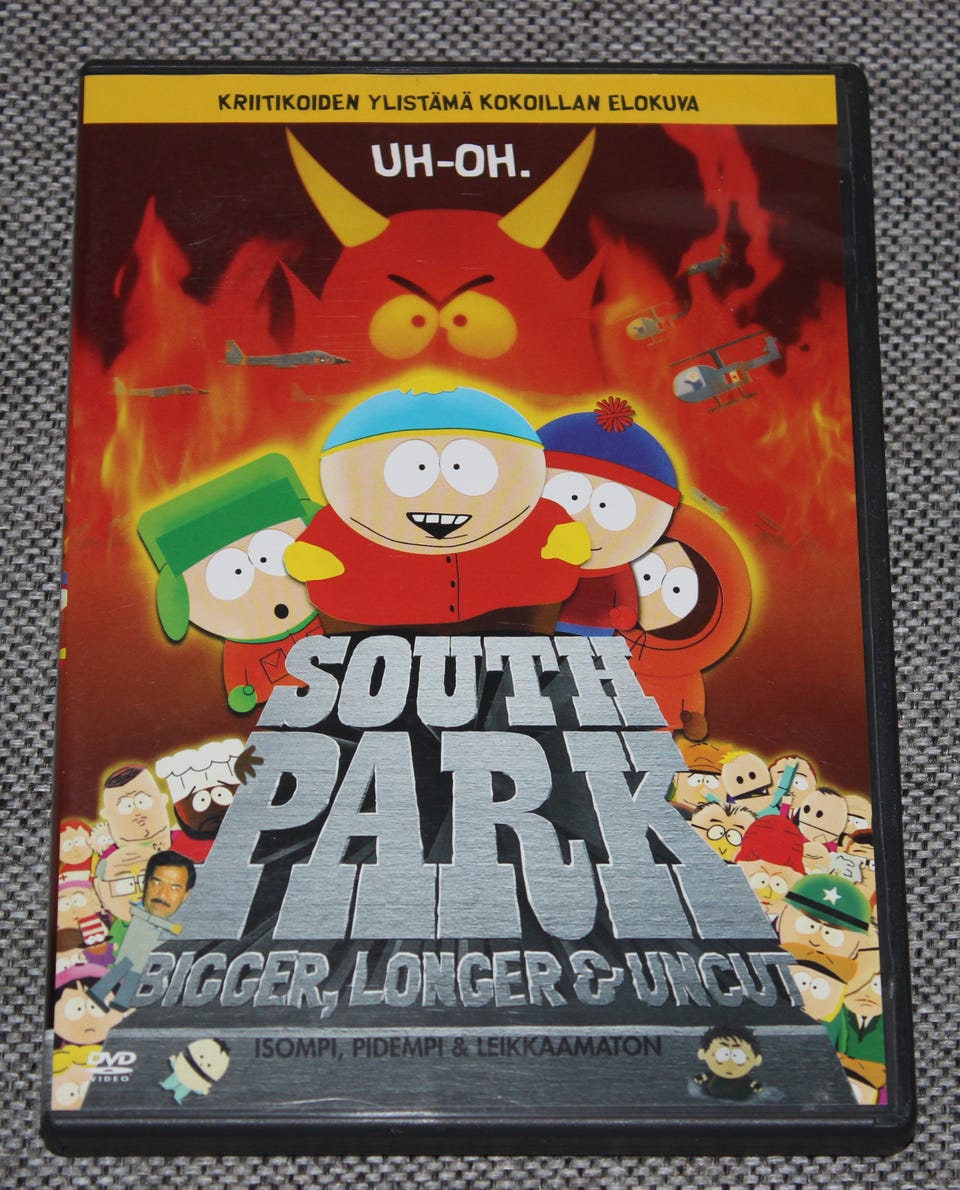 KRIITIKOIDEN YLISTÄMÄ KOKOILLAN ELOKUVA
UH-OH.
SOUTH
PARK
BIGGER, LONGER & UNCUT
ISOMPI, PIDEMPI & LEIKKAAMATON
DVD
VIDEO